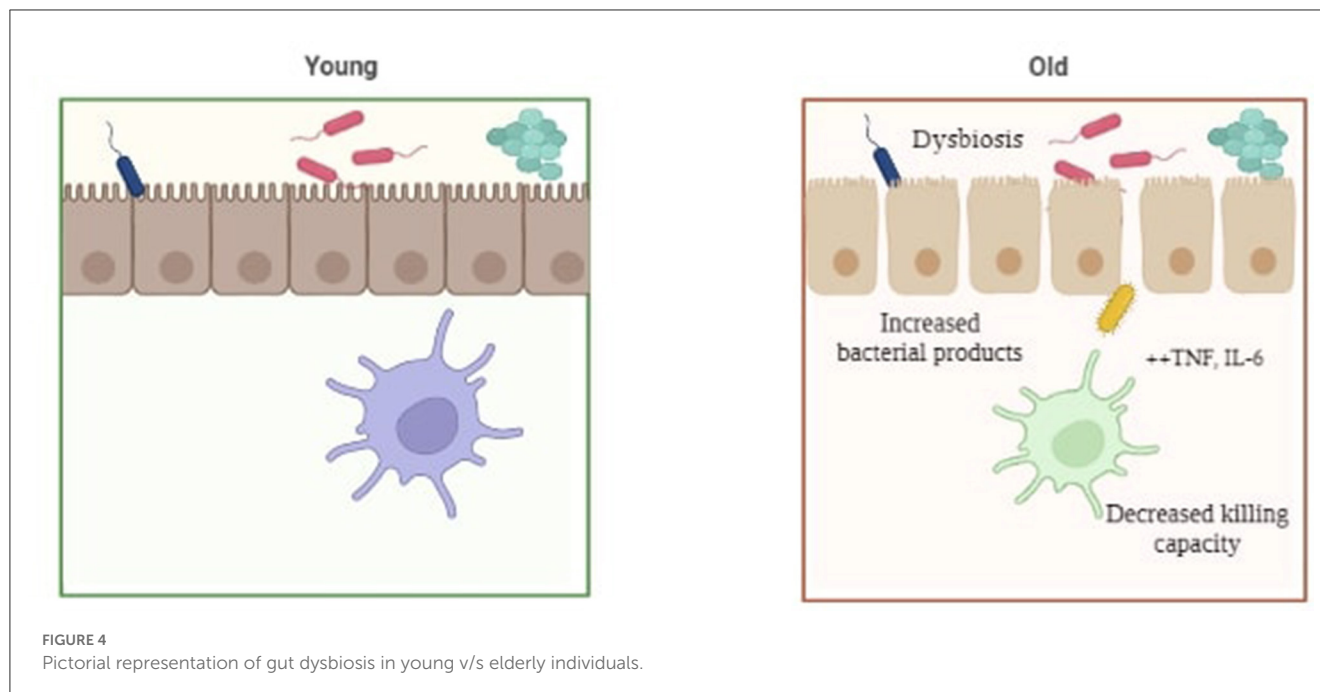 Young
Old
Dysbiosis
Increased
bacterial products
++TNF, IL-6
Decreased killing
capacity
FIGURE 4
Pictorial representation of gut dysbiosis in young v/s elderly individuals.